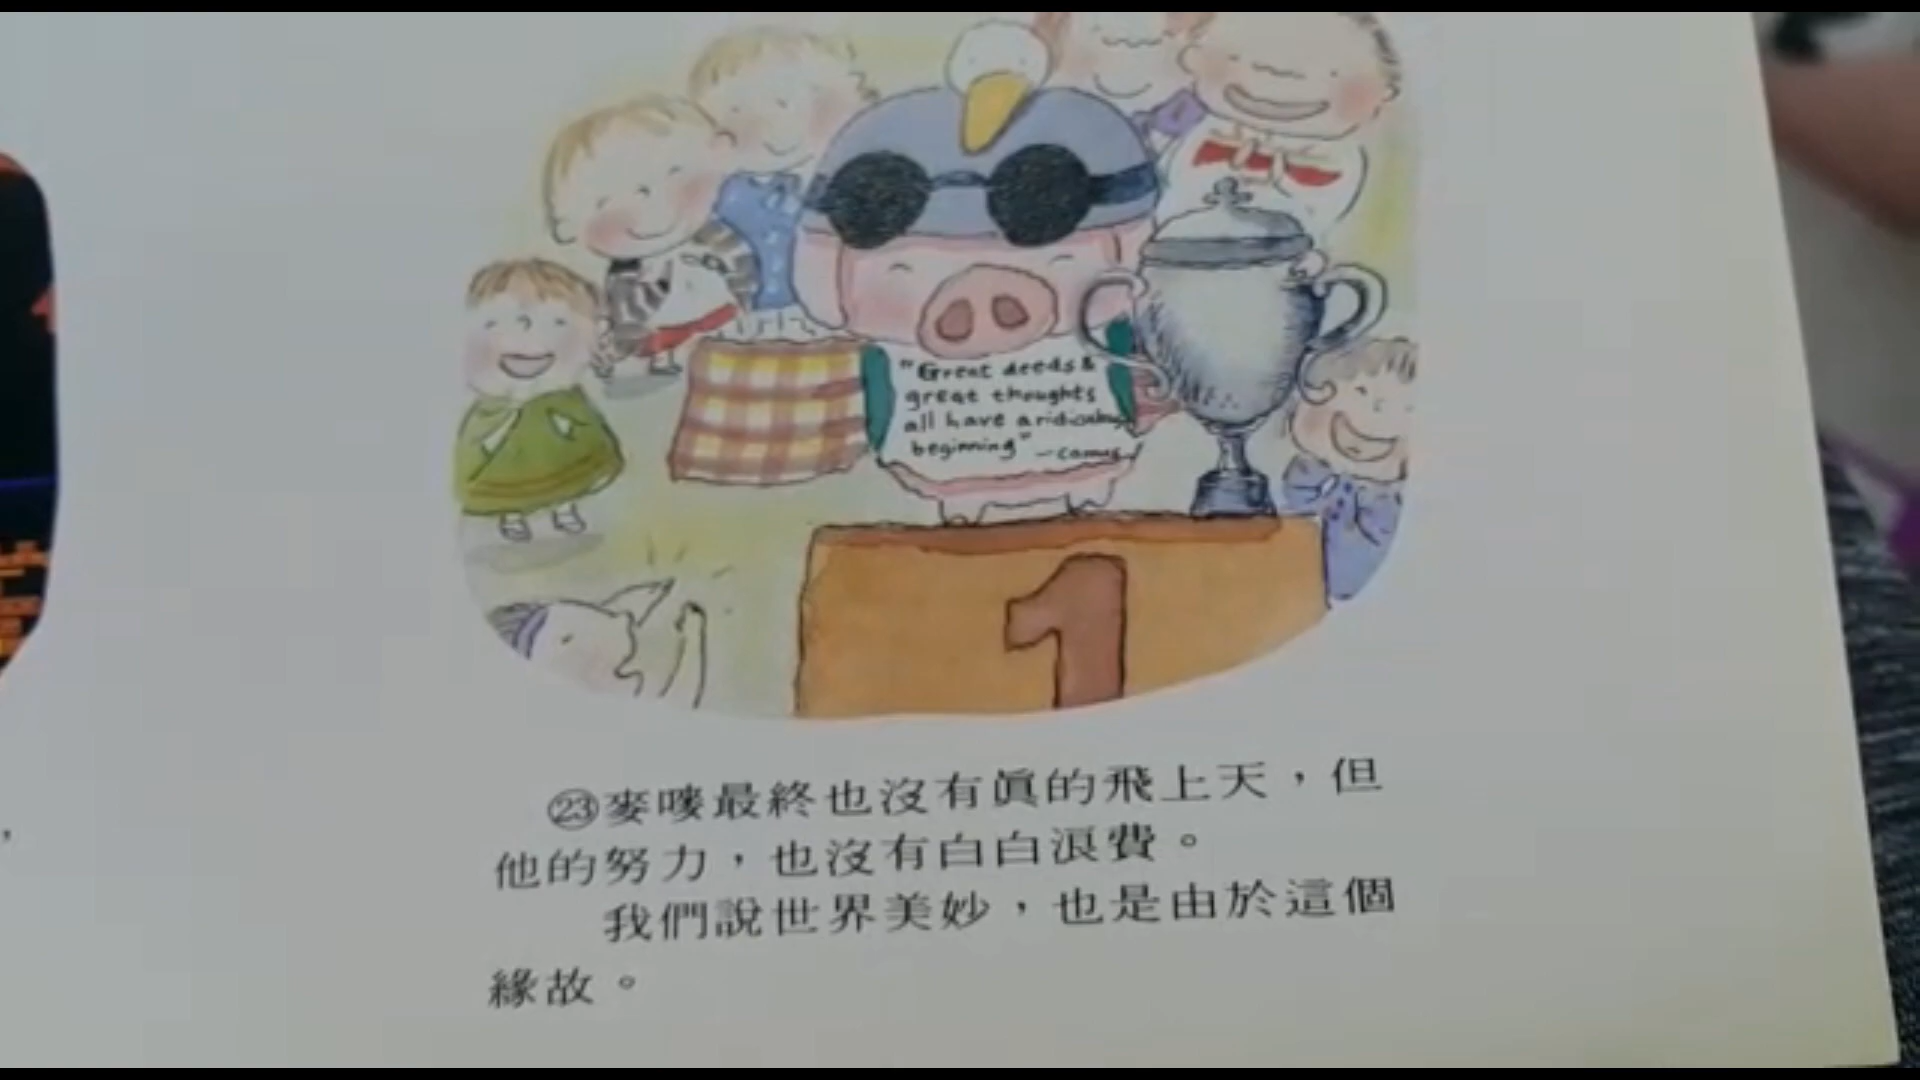 "Great deeds &
great thoughts
all have a ridiculous
beginning" —Camus
1
㉓麥嘜最終也沒有眞的飛上天，但
他的努力，也沒有白白浪費。
我們說世界美妙，也是由於這個
緣故。
，